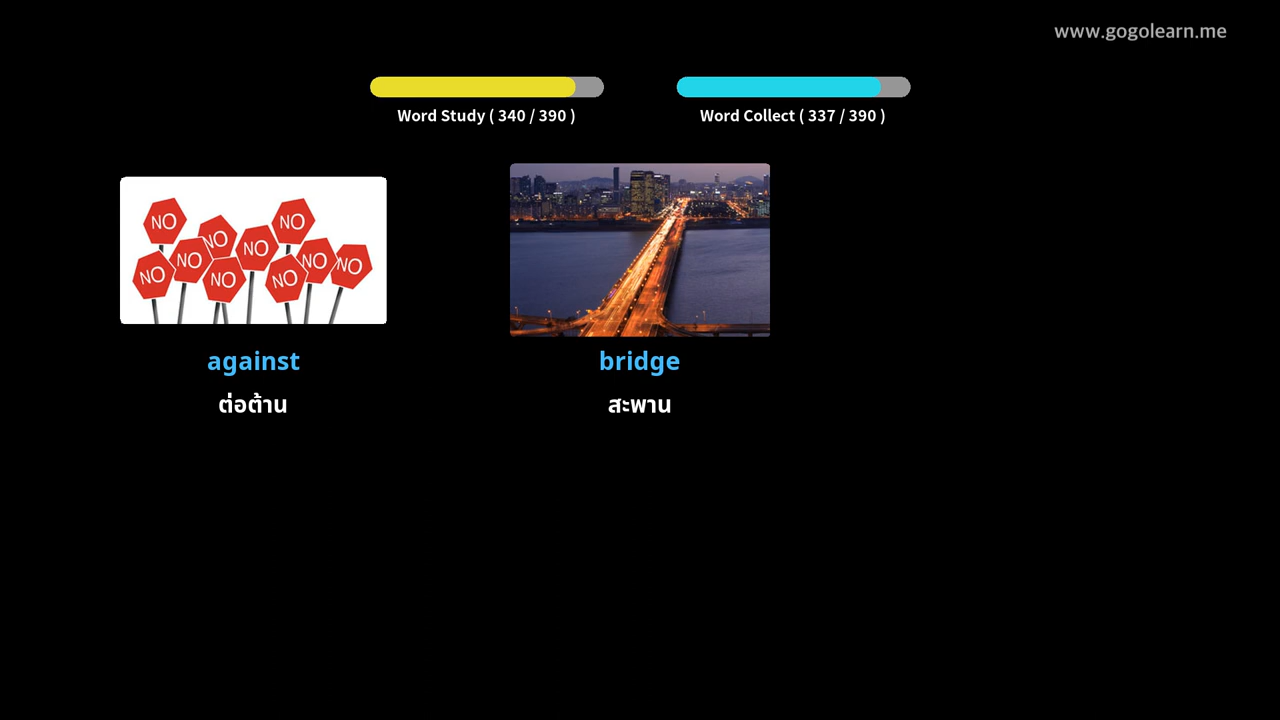 www.gogolearn.me
Word Study ( 340 / 390 )
Word Collect ( 337 / 390 )
NO
NO
NO
NO
NO
NO
NO
NO
NO
NO
against
ต่อต้าน
bridge
สะพาน